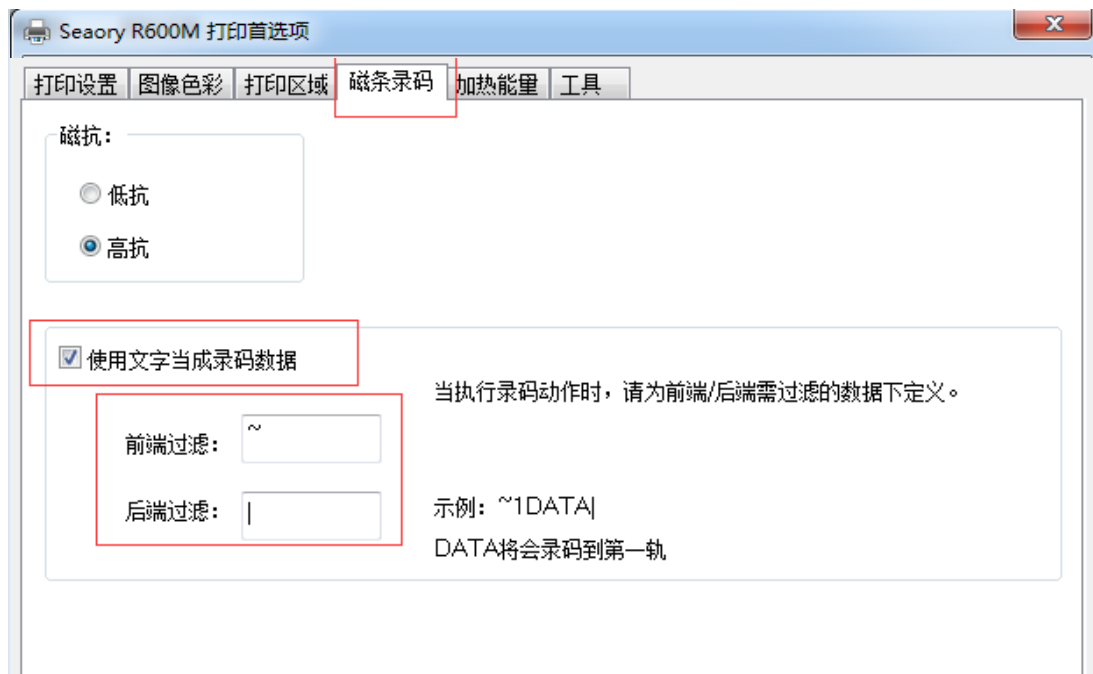 Seaory R600M 打印首选项
打印设置 图像色彩 打印区域 磁条录码 加热能量 工具
磁抗：
低抗
高抗
使用文字当成录码数据
当执行录码动作时，请为前端/后端需过滤的数据下定义。
前端过滤： ~
后端过滤： |
示例：~1DATA|
DATA将会录码到第一轨